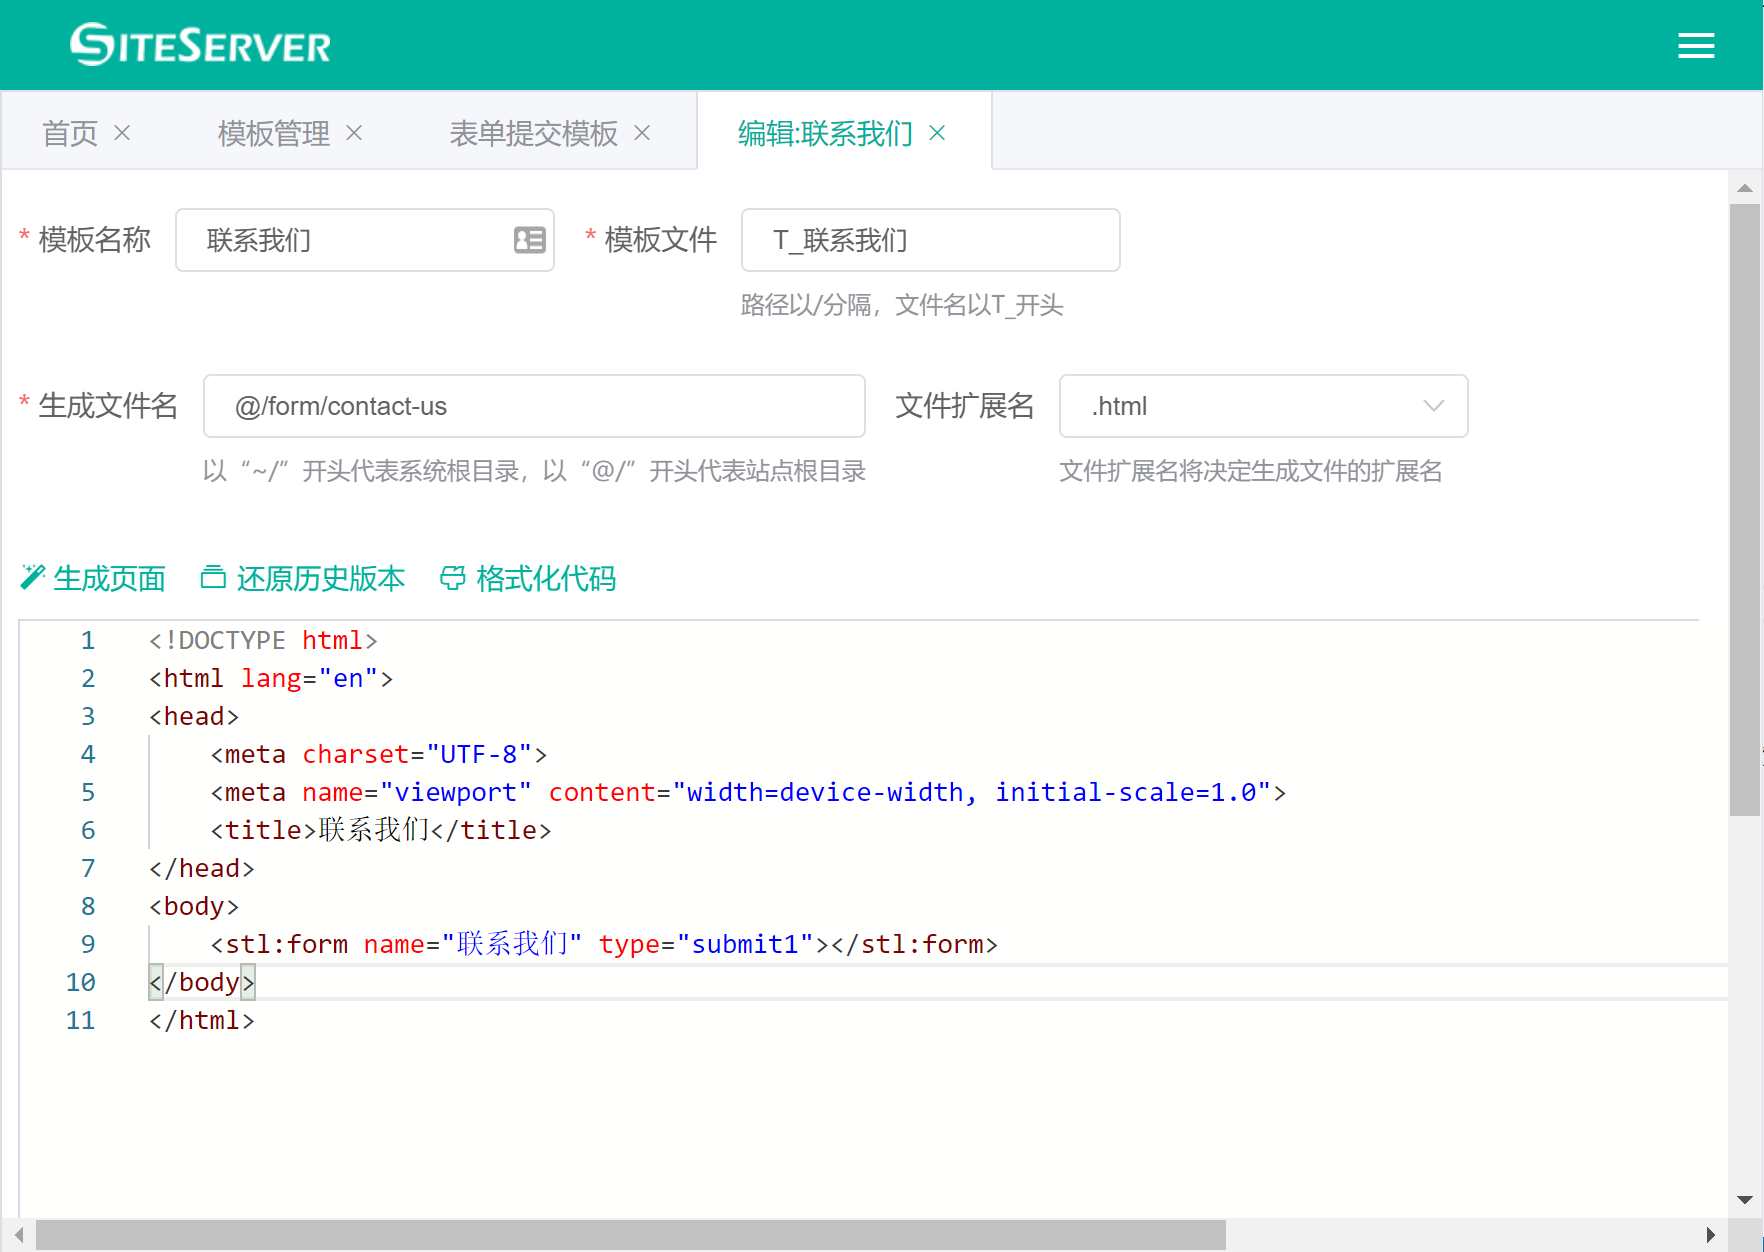 SITESERVER
首页 × 模板管理 × 表单提交模板 × 编辑:联系我们 ×
* 模板名称 联系我们 * 模板文件 T_联系我们
路径以/分隔，文件名以T_开头
* 生成文件名 @/form/contact-us 文件扩展名 .html
以“~/”开头代表系统根目录，以“@/”开头代表站点根目录 文件扩展名将决定生成文件的扩展名
生成页面 还原历史版本 格式化代码
1 <!DOCTYPE html>
2 <html lang="en">
3 <head>
4 <meta charset="UTF-8">
5 <meta name="viewport" content="width=device-width, initial-scale=1.0">
6 <title>联系我们</title>
7 </head>
8 <body>
9 <stl:form name="联系我们" type="submit1"></stl:form>
10 </body>
11 </html>